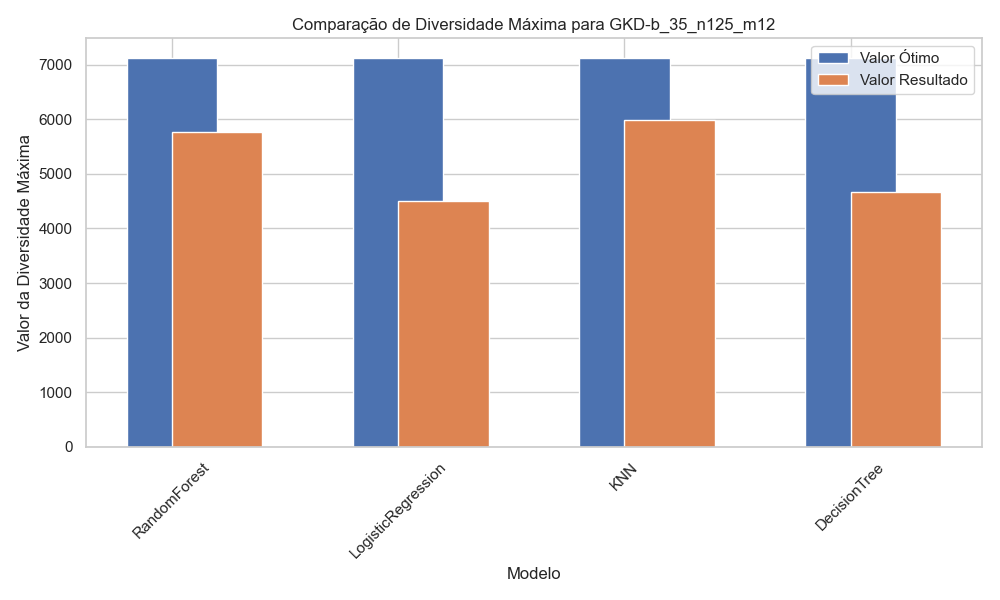 Comparação de Diversidade Máxima para GKD-b_35_n125_m12
Valor Ótimo
Valor Resultado
Valor da Diversidade Máxima
7000
6000
5000
4000
3000
2000
1000
0
RandomForest
LogisticRegression
KNN
DecisionTree
Modelo